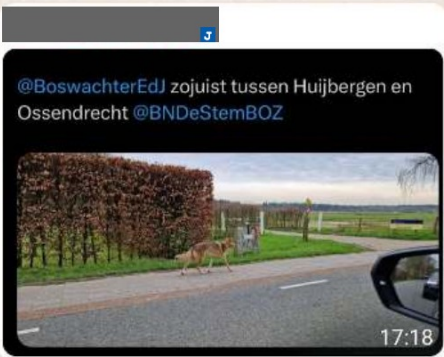 J
@BoswachterEdJ zojuist tussen Huijbergen en
Ossendrecht @BNDeStemBOZ
17:18